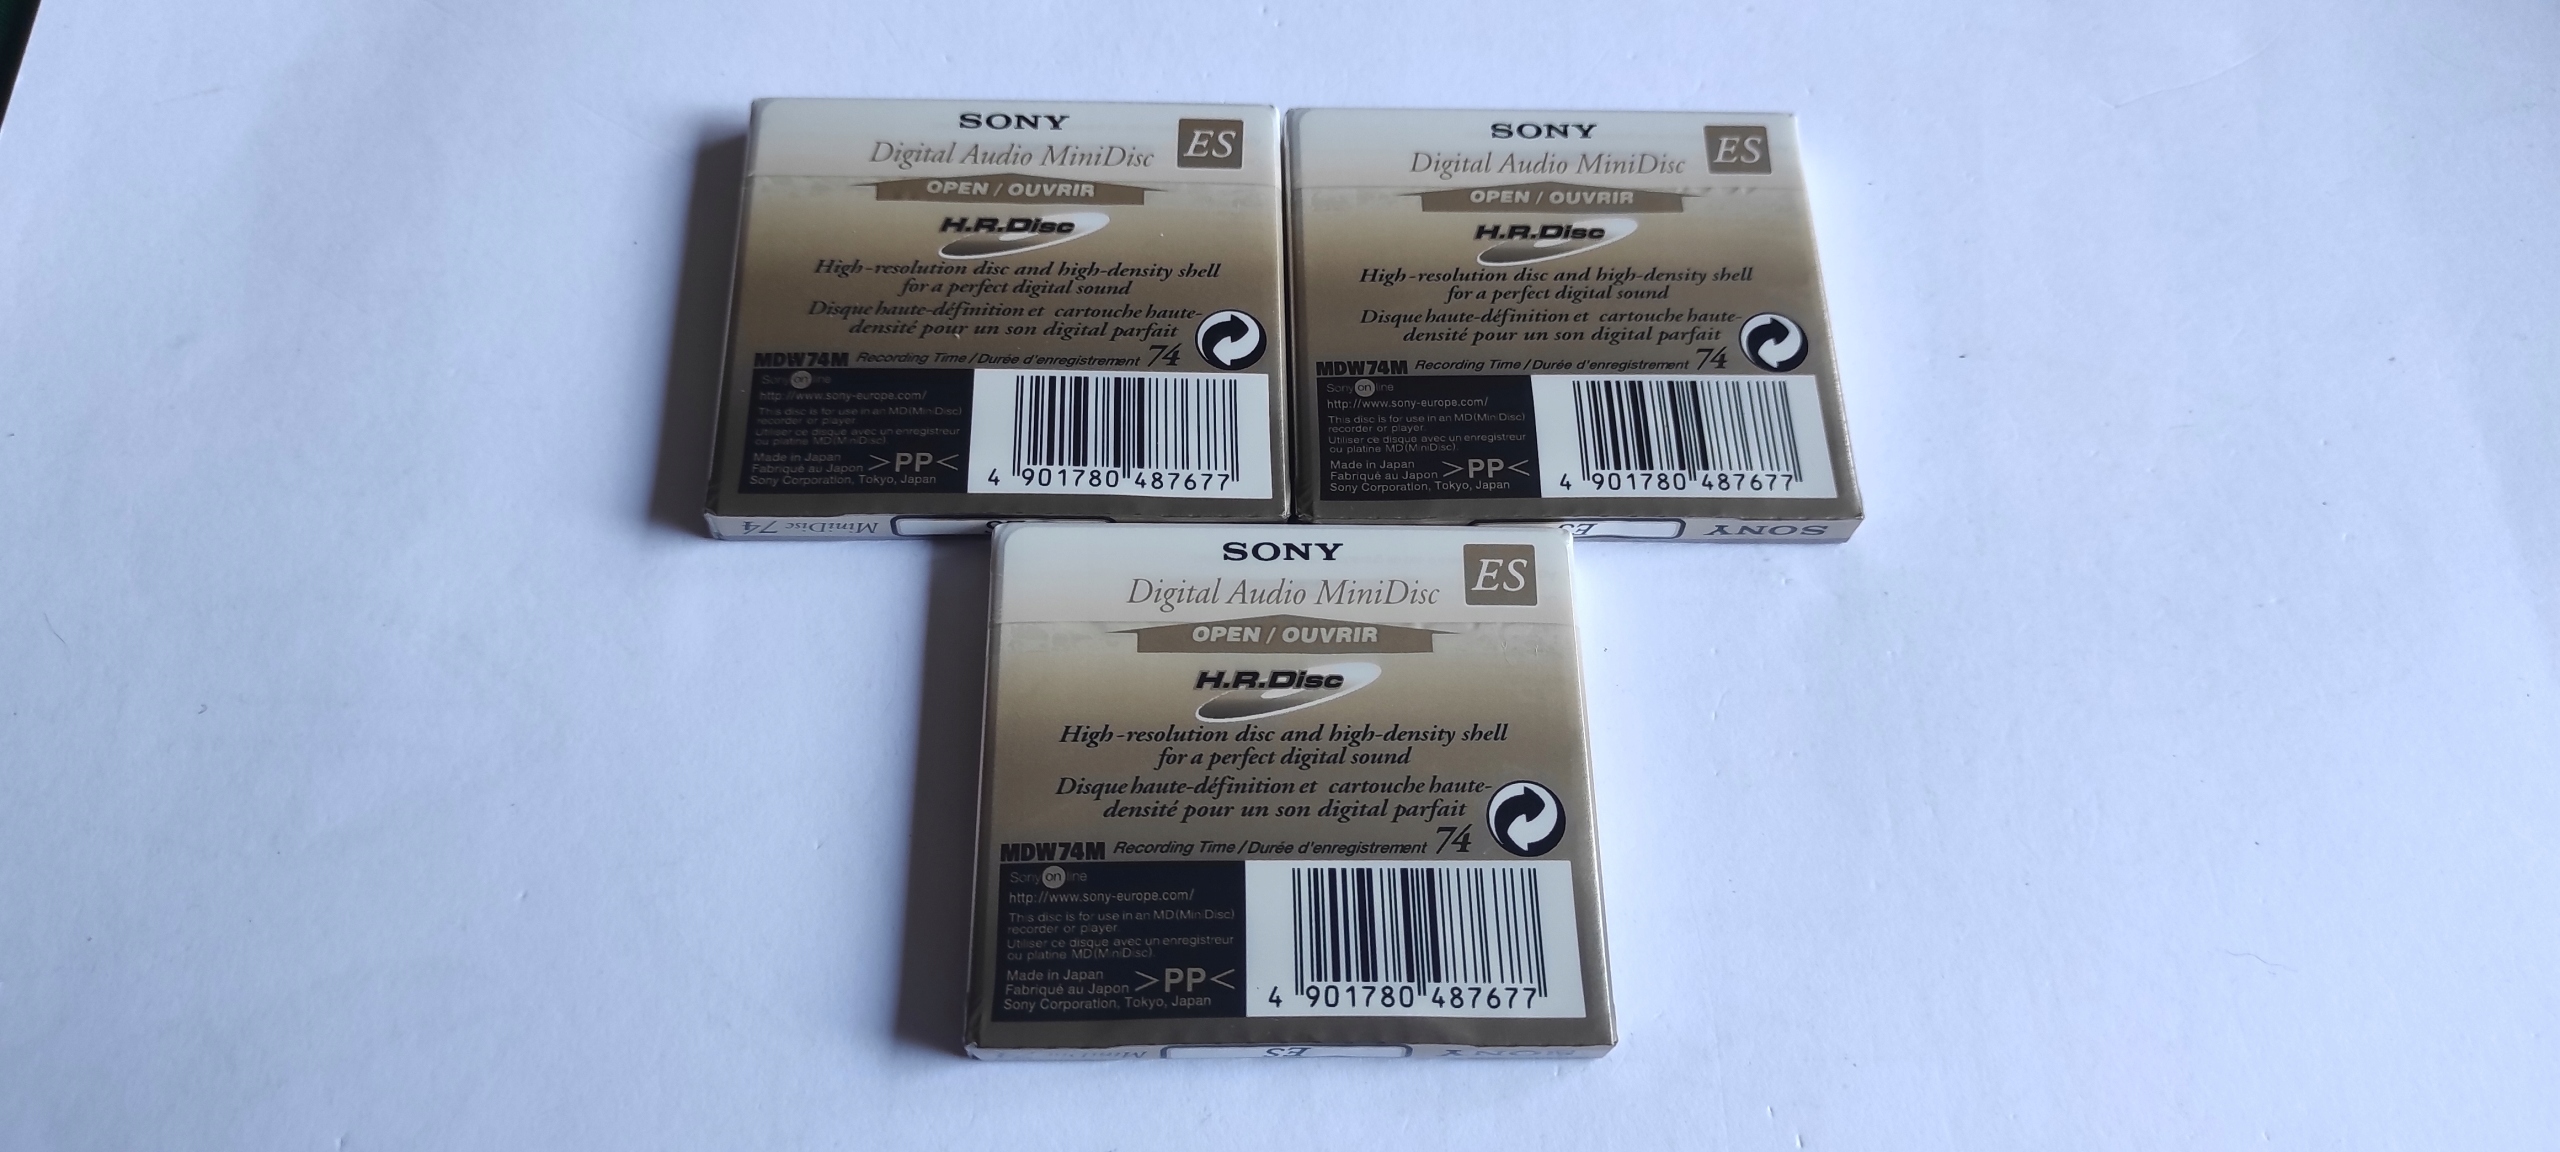 SONY
Digital Audio MiniDisc
ES
OPEN / OUVRIR
H.R.Disc
High-resolution disc and high-density shell
for a perfect digital sound
Disque haute-définition et cartouche haute-
densité pour un son digital parfait
MDW74M Recording Time / Durée d'enregistrement 74
Sony on line
http://www.sony-europe.com/
This disc is for use in an MD(MiniDisc)
recorder or player.
Utiliser ce disque avec un enregistreur
ou platine MD(MiniDisc).
Made in Japan
Fabriqué au Japon
>PP<
Sony Corporation, Tokyo, Japan
4 901780 487677
MiniDisc 74
SONY
Digital Audio MiniDisc
ES
OPEN / OUVRIR
H.R.Disc
High-resolution disc and high-density shell
for a perfect digital sound
Disque haute-définition et cartouche haute-
densité pour un son digital parfait
MDW74M Recording Time / Durée d'enregistrement 74
Sony on line
http://www.sony-europe.com/
This disc is for use in an MD(MiniDisc)
recorder or player.
Utiliser ce disque avec un enregistreur
ou platine MD(MiniDisc).
Made in Japan
Fabriqué au Japon
>PP<
Sony Corporation, Tokyo, Japan
4 901780 487677
ES
SONY
SONY
Digital Audio MiniDisc
ES
OPEN / OUVRIR
H.R.Disc
High-resolution disc and high-density shell
for a perfect digital sound
Disque haute-définition et cartouche haute-
densité pour un son digital parfait
MDW74M Recording Time / Durée d'enregistrement 74
Sony on line
http://www.sony-europe.com/
This disc is for use in an MD(MiniDisc)
recorder or player.
Utiliser ce disque avec un enregistreur
ou platine MD(MiniDisc).
Made in Japan
Fabriqué au Japon
>PP<
Sony Corporation, Tokyo, Japan
4 901780 487677
MiniDisc
ES
SONY